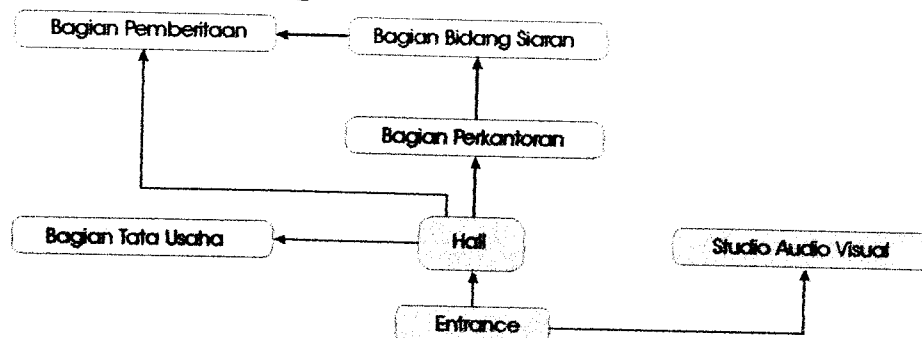 Bagian Pemberitaan
Bagian Bidang Siaran
Bagian Perkantoran
Bagian Tata Usaha
Hall
Studio Audio Visual
Entrance